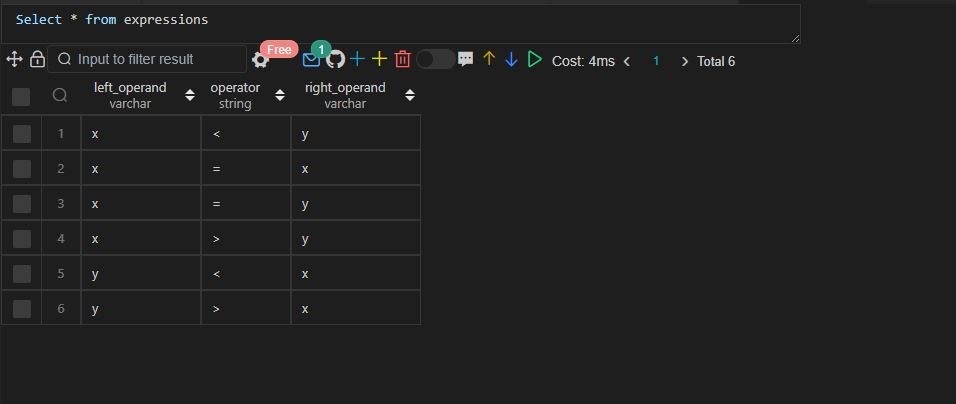 Select * from expressions
Input to filter result Free 1 Cost: 4ms < 1 > Total 6
left_operand operator right_operand
varchar string varchar
1 x < y
2 x = x
3 x = y
4 x > y
5 y < x
6 y > x